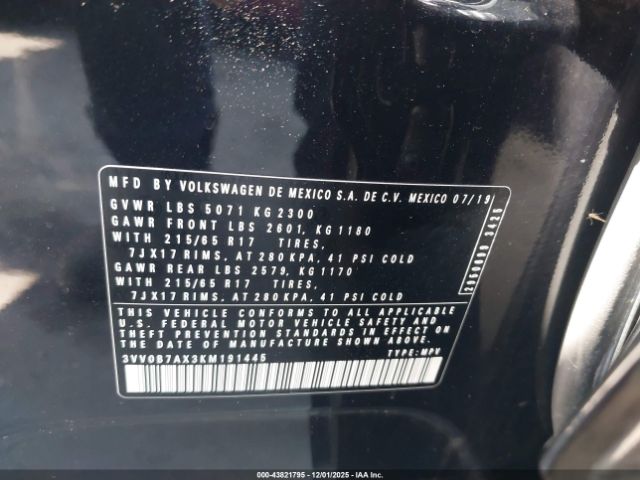 MFD BY VOLKSWAGEN DE MEXICO S.A. DE C.V. MEXICO 07/19
GVWR LBS 5071 KG 2300
GAWR FRONT LBS 2601, KG 1180
WITH 215/65 R17 TIRES,
7JX17 RIMS, AT 280 KPA, 41 PSI COLD
GAWR REAR LBS 2579, KG 1170
WITH 215/65 R17 TIRES,
7JX17 RIMS, AT 280 KPA, 41 PSI COLD
THIS VEHICLE CONFORMS TO ALL APPLICABLE
U.S. FEDERAL MOTOR VEHICLE SAFETY AND
THEFT PREVENTION STANDARDS IN EFFECT ON
THE DATE OF MANUFACTURE SHOWN ABOVE.
3VV0B7AX3KM191445 TYPE: MPV
2425
000-43821795 - 12/01/2025 - IAAI.COM